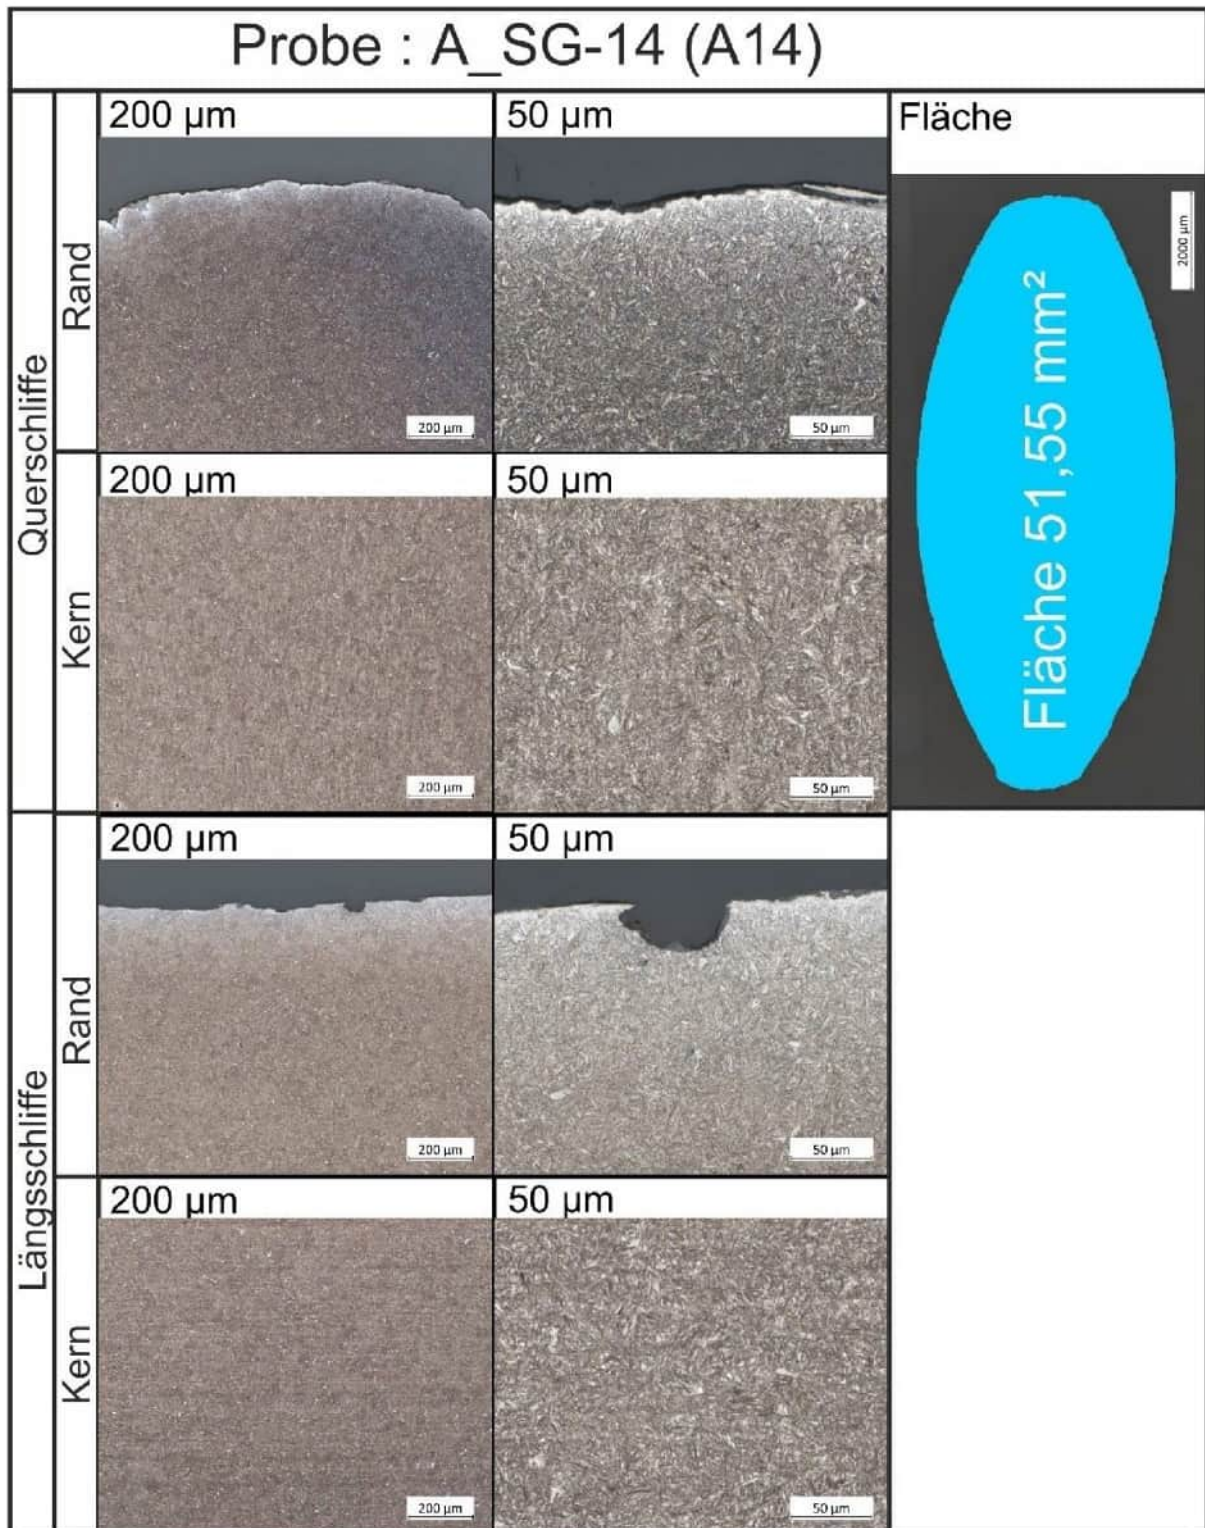 Probe : A_SG-14 (A14)
Querschliffe
Rand
200 µm
200 µm
50 µm
50 µm
Fläche
2000 µm
Fläche 51,55 mm²
Kern
200 µm
200 µm
50 µm
50 µm
Längsschliffe
Rand
200 µm
200 µm
50 µm
50 µm
Kern
200 µm
200 µm
50 µm
50 µm